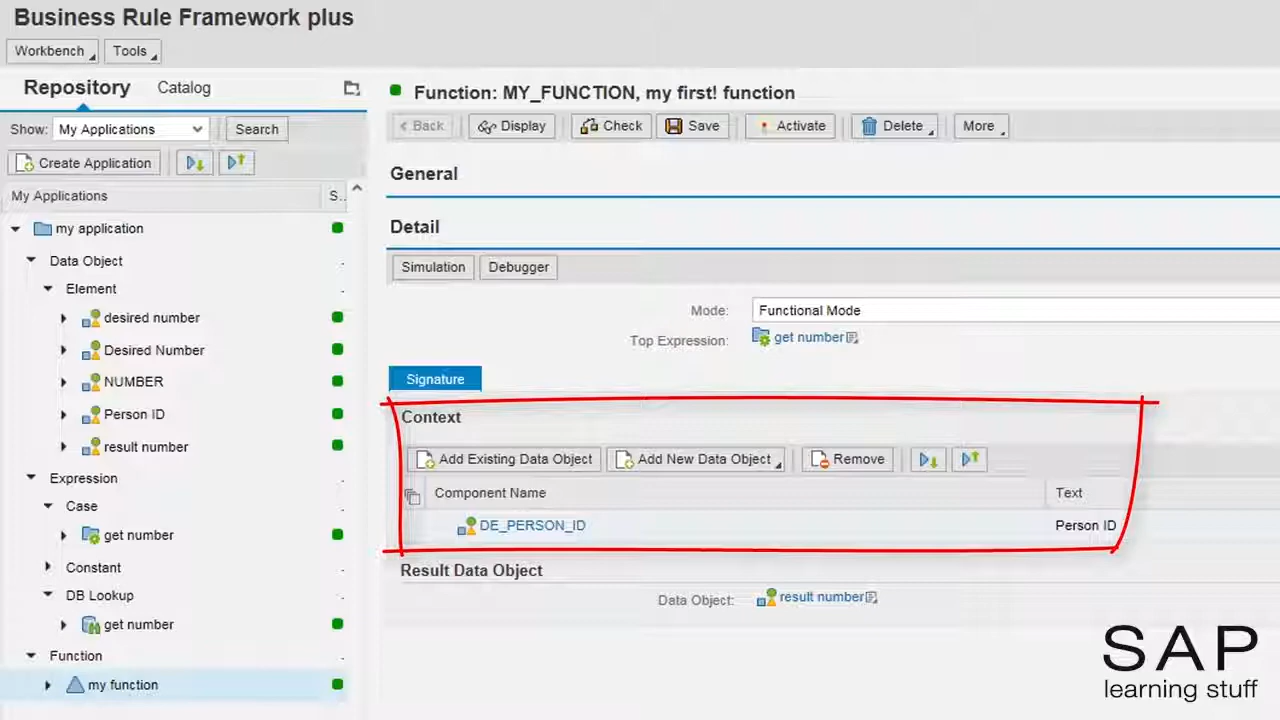 Business Rule Framework plus
Workbench
Tools
Repository
Catalog
Show:
My Applications
Search
Create Application
My Applications
S..
my application
Data Object
Element
desired number
Desired Number
NUMBER
Person ID
result number
Expression
Case
get number
Constant
DB Lookup
get number
Function
my function
Function: MY_FUNCTION, my first! function
< Back
Display
Check
Save
Activate
Delete
More
General
Detail
Simulation
Debugger
Mode:
Functional Mode
Top Expression:
get number
Signature
Context
Add Existing Data Object
Add New Data Object
Remove
Component Name
Text
DE_PERSON_ID
Person ID
Result Data Object
Data Object:
result number
SAP
learning stuff